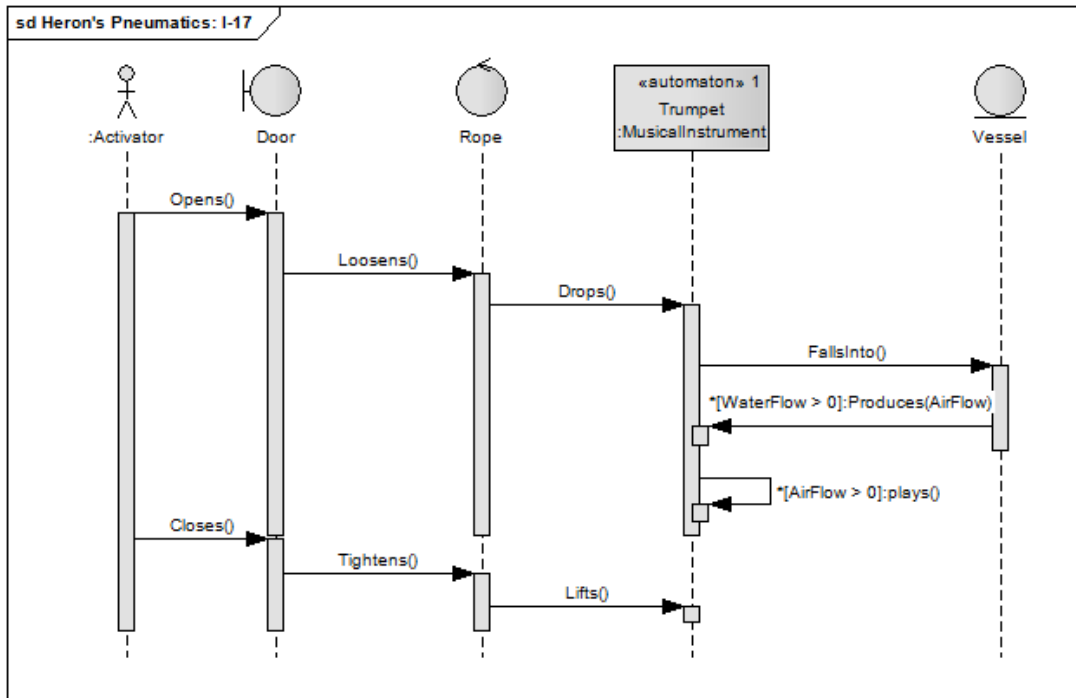 sd Heron's Pneumatics: I-17
«automaton» 1
Trumpet
:MusicalInstrument
:Activator
Door
Rope
Vessel
Opens()
Loosens()
Drops()
FallsInto()
*[WaterFlow > 0]:Produces(AirFlow)
*[AirFlow > 0]:plays()
Closes()
Tightens()
Lifts()